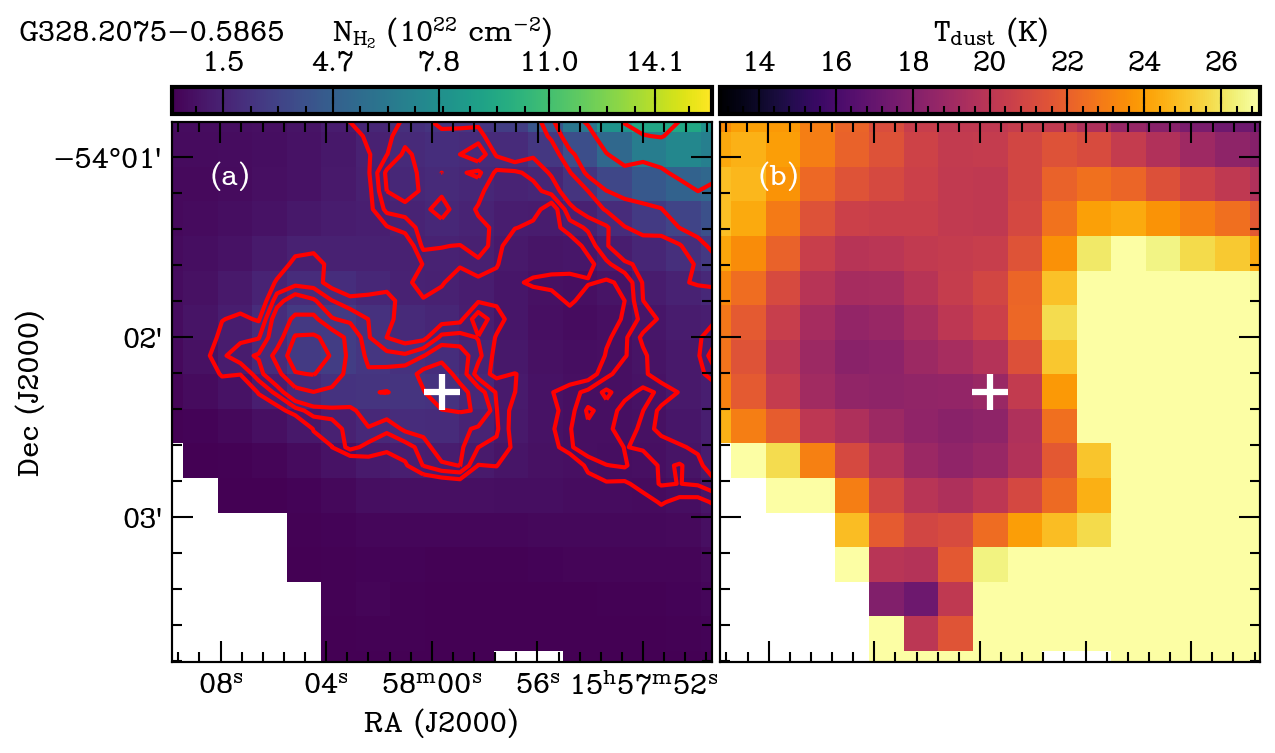 G328.2075−0.5865 N_H₂ (10²² cm⁻²) T_dust (K)
1.5 4.7 7.8 11.0 14.1 14 16 18 20 22 24 26
−54°01'
(a) (b)
02'
03'
Dec (J2000)
08ˢ 04ˢ 58ᵐ00ˢ 56ˢ 15ʰ57ᵐ52ˢ
RA (J2000)